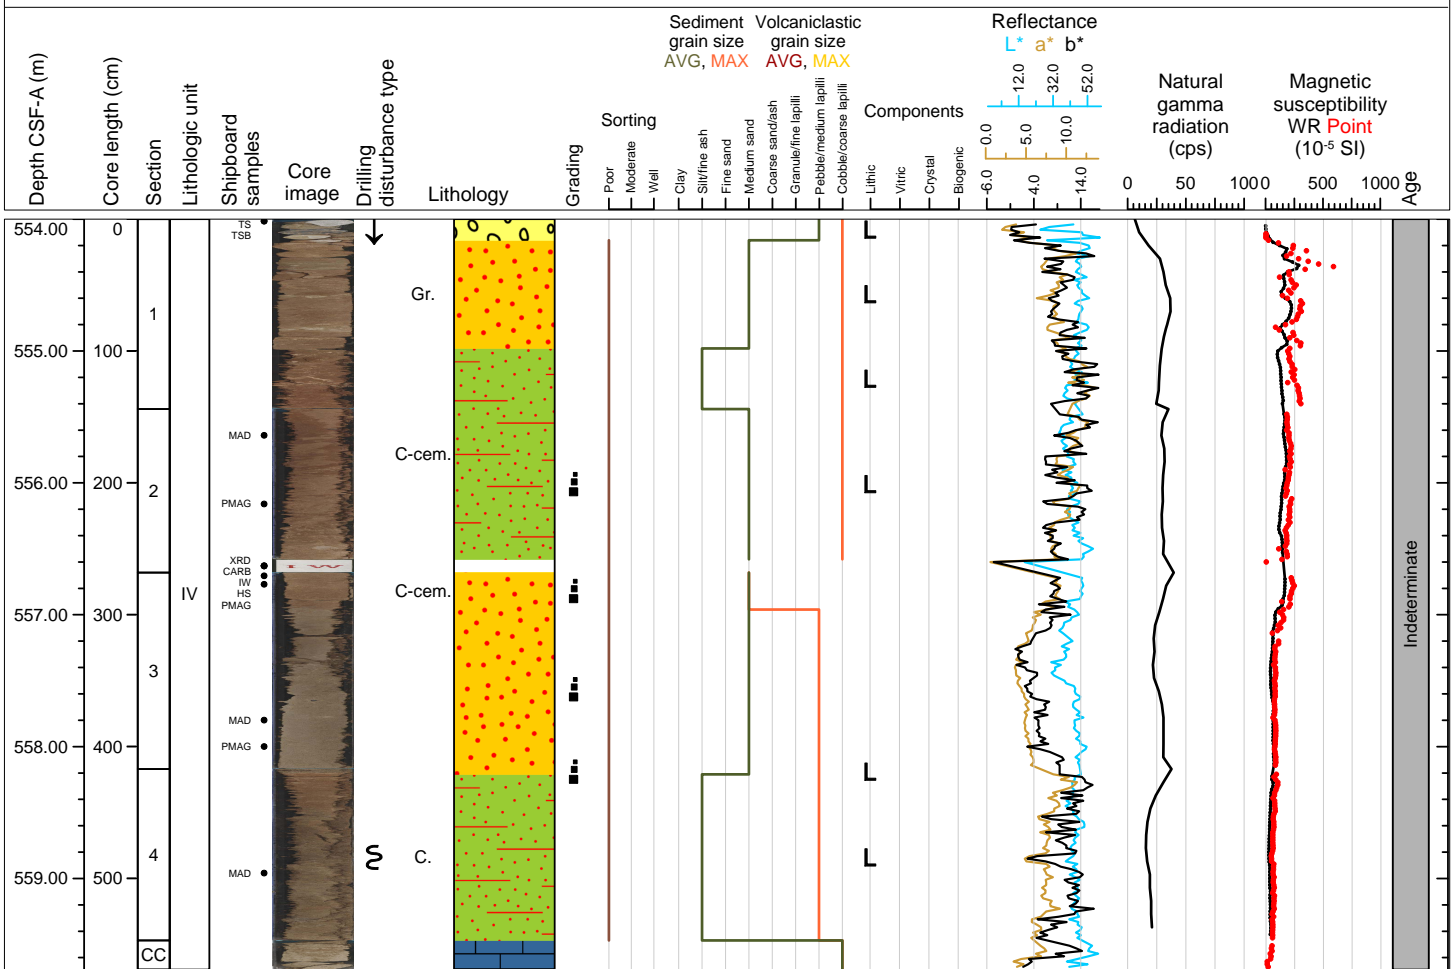 Depth CSF-A (m)
Core length (cm)
Section
Lithologic unit
Shipboard
samples
Core
image
Drilling
disturbance type
Lithology
Grading
Sorting
Poor
Moderate
Well
Sediment
grain size
AVG, MAX
Volcaniclastic
grain size
AVG, MAX
Clay
Silt/fine ash
Fine sand
Medium sand
Coarse sand/ash
Granule/fine lapilli
Pebble/medium lapilli
Cobble/coarse lapilli
Components
Lithic
Vitric
Crystal
Biogenic
Reflectance
L* a* b*
12.0 32.0 52.0
0.0 5.0 10.0
-6.0 4.0 14.0
Natural
gamma
radiation
(cps)
0 50 100
Magnetic
susceptibility
WR Point
(10⁻⁵ SI)
0 500 1000
Age
554.00 0
555.00 100
556.00 200
557.00 300
558.00 400
559.00 500
1
2
3
4
CC
IV
TS
TSB
MAD
PMAG
XRD
CARB
IW
HS
PMAG
MAD
PMAG
MAD
I W
Gr.
C-cem.
C-cem.
C.
L
L
L
L
L
L
Indeterminate